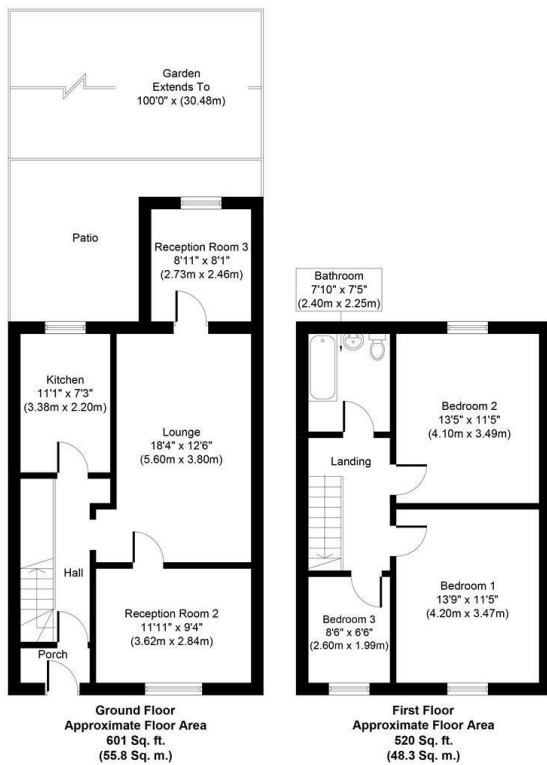 Garden
Extends To
100'0" x (30.48m)
Patio
Reception Room 3
8'11" x 8'1"
(2.73m x 2.46m)
Kitchen
11'1" x 7'3"
(3.38m x 2.20m)
Lounge
18'4" x 12'6"
(5.60m x 3.80m)
Hall
Reception Room 2
11'11" x 9'4"
(3.62m x 2.84m)
Porch
Ground Floor
Approximate Floor Area
601 Sq. ft.
(55.8 Sq. m.)
Bathroom
7'10" x 7'5"
(2.40m x 2.25m)
Bedroom 2
13'5" x 11'5"
(4.10m x 3.49m)
Landing
Bedroom 1
13'9" x 11'5"
(4.20m x 3.47m)
Bedroom 3
8'6" x 6'6"
(2.60m x 1.99m)
First Floor
Approximate Floor Area
520 Sq. ft.
(48.3 Sq. m.)